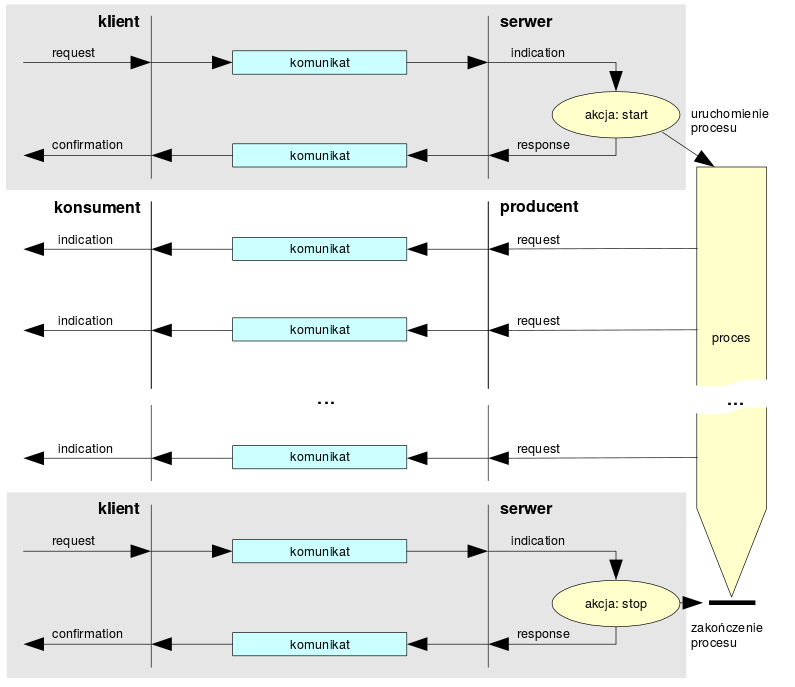 klient
serwer
request
komunikat
indication
akcja: start
uruchomienie
procesu
confirmation
komunikat
response
konsument
producent
indication
komunikat
request
indication
komunikat
request
proces
...
...
indication
komunikat
request
klient
serwer
request
komunikat
indication
akcja: stop
zakończenie
procesu
confirmation
komunikat
response